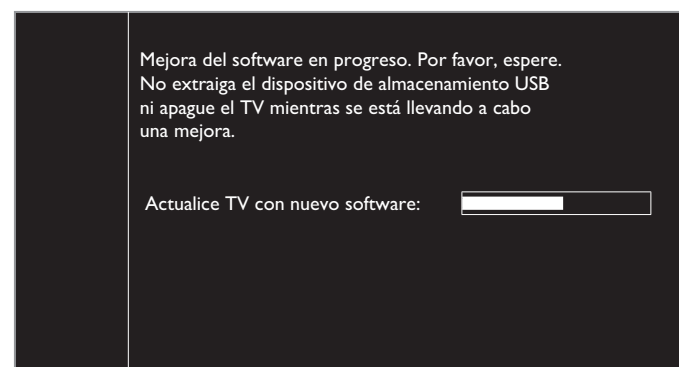 Mejora del software en progreso. Por favor, espere.
No extraiga el dispositivo de almacenamiento USB
ni apague el TV mientras se está llevando a cabo
una mejora.
Actualice TV con nuevo software: